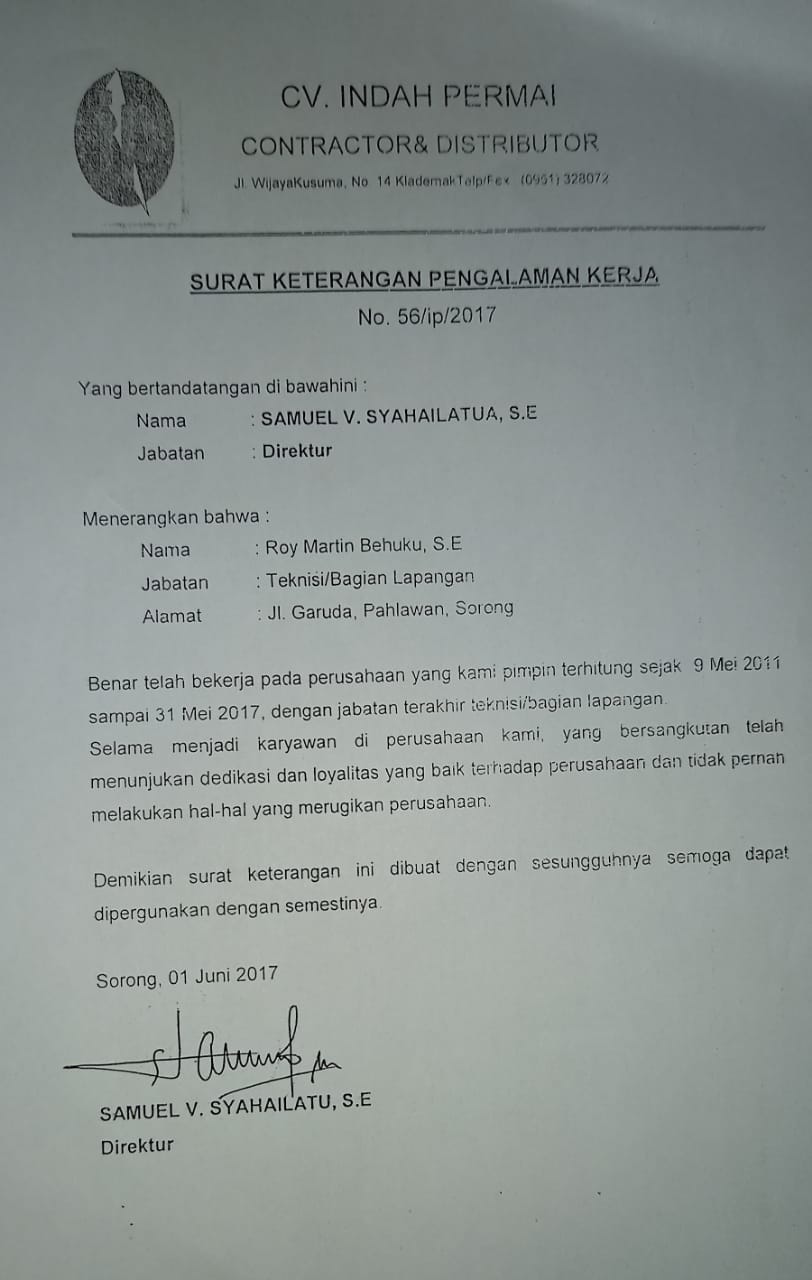 CV. INDAH PERMAI
CONTRACTOR& DISTRIBUTOR
Jl. WijayaKusuma, No. 14 Klademak Telp/Fex (0951) 328072
SURAT KETERANGAN PENGALAMAN KERJA
No. 56/ip/2017
Yang bertandatangan di bawahini :
Nama : SAMUEL V. SYAHAILATUA, S.E
Jabatan : Direktur
Menerangkan bahwa :
Nama : Roy Martin Behuku, S.E
Jabatan : Teknisi/Bagian Lapangan
Alamat : Jl. Garuda, Pahlawan, Sorong
Benar telah bekerja pada perusahaan yang kami pimpin terhitung sejak 9 Mei 2011
sampai 31 Mei 2017, dengan jabatan terakhir teknisi/bagian lapangan.
Selama menjadi karyawan di perusahaan kami, yang bersangkutan telah
menunjukan dedikasi dan loyalitas yang baik terhadap perusahaan dan tidak pernah
melakukan hal-hal yang merugikan perusahaan.
Demikian surat keterangan ini dibuat dengan sesungguhnya semoga dapat
dipergunakan dengan semestinya.
Sorong, 01 Juni 2017
SAMUEL V. SYAHAILATU, S.E
Direktur